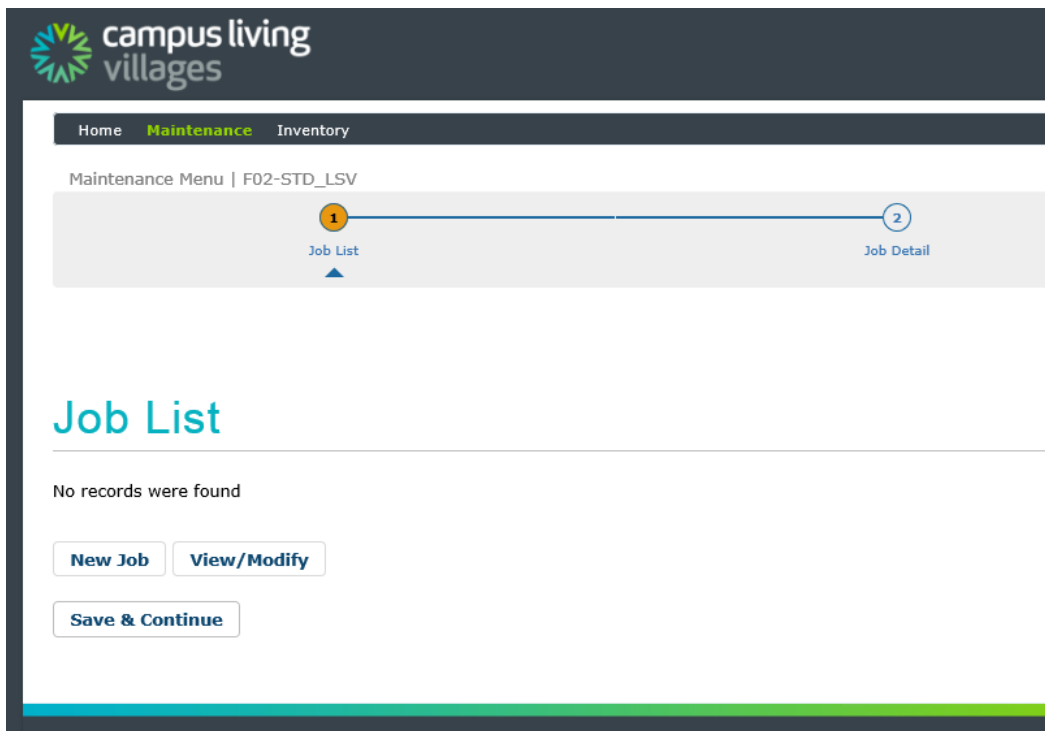 campus living
villages
Home Maintenance Inventory
Maintenance Menu | F02-STD_LSV
1 2
Job List Job Detail
Job List
No records were found
New Job View/Modify
Save & Continue